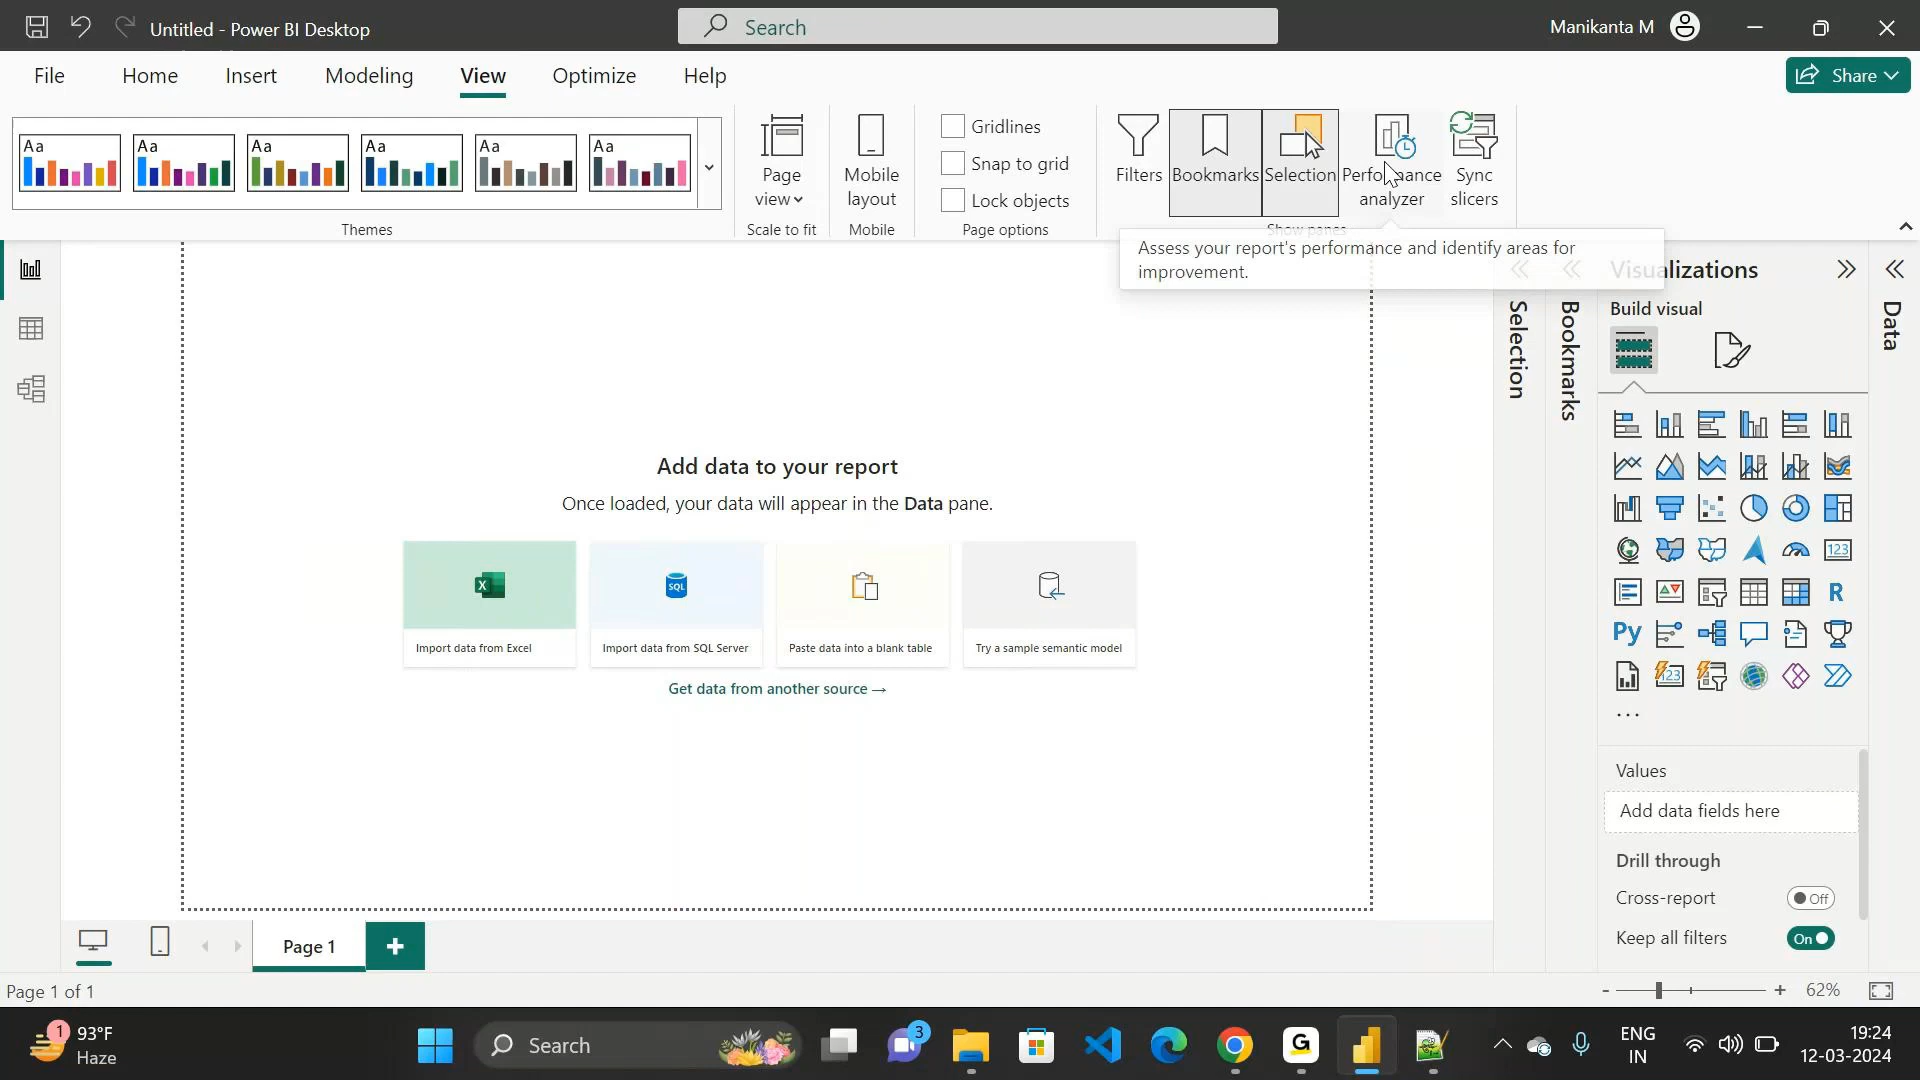 Untitled - Power BI Desktop
Search
Manikanta M
File
Home
Insert
Modeling
View
Optimize
Help
Share
Aa
Aa
Aa
Aa
Aa
Aa
Page
view
Mobile
layout
Gridlines
Snap to grid
Lock objects
Filters
Bookmarks
Selection
Performance
analyzer
Sync
slicers
Themes
Scale to fit
Mobile
Page options
Show panes
Assess your report's performance and identify areas for
improvement.
Selection
Bookmarks
Visualizations
Data
Build visual
Add data to your report
Once loaded, your data will appear in the Data pane.
SQL
Import data from Excel
Import data from SQL Server
Paste data into a blank table
Try a sample semantic model
Get data from another source →
123
R
Py
123
...
Values
Add data fields here
Drill through
Cross-report
Off
Keep all filters
On
Page 1
+
Page 1 of 1
- + 62%
1
93°F
Haze
Search
3
G
ENG
IN
19:24
12-03-2024